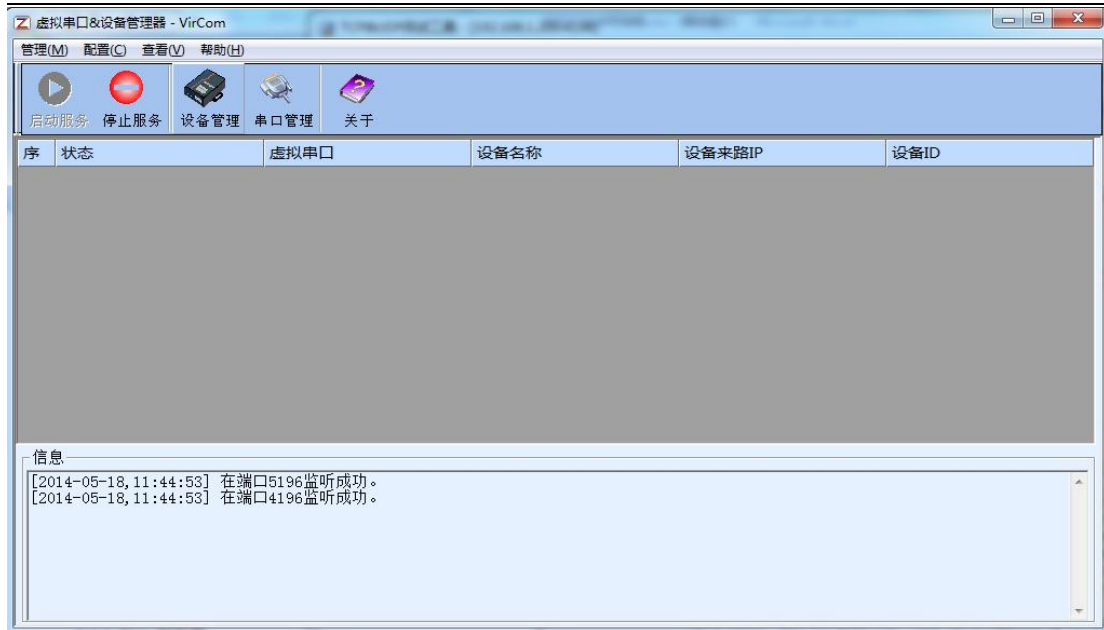 虚拟串口&设备管理器 - VirCom
管理(M) 配置(C) 查看(V) 帮助(H)
启动服务 停止服务 设备管理 串口管理 关于
序 状态 虚拟串口 设备名称 设备来路IP 设备ID
信息
[2014-05-18,11:44:53] 在端口5196监听成功。
[2014-05-18,11:44:53] 在端口4196监听成功。